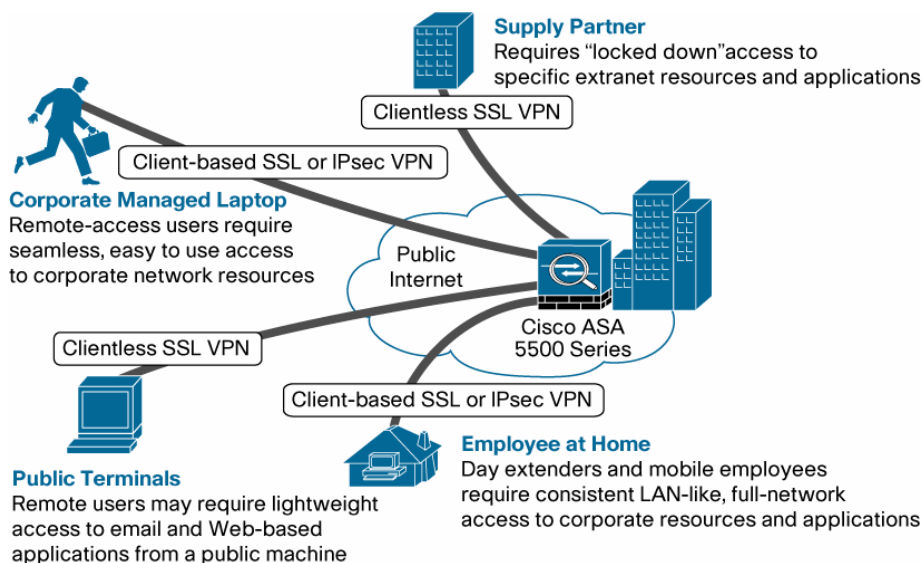 Supply Partner
Requires “locked down”access to
specific extranet resources and applications
Clientless SSL VPN
Client-based SSL or IPsec VPN
Corporate Managed Laptop
Remote-access users require
seamless, easy to use access
to corporate network resources
Public
Internet
Cisco ASA
5500 Series
Clientless SSL VPN
Client-based SSL or IPsec VPN
Public Terminals
Remote users may require lightweight
access to email and Web-based
applications from a public machine
Employee at Home
Day extenders and mobile employees
require consistent LAN-like, full-network
access to corporate resources and applications